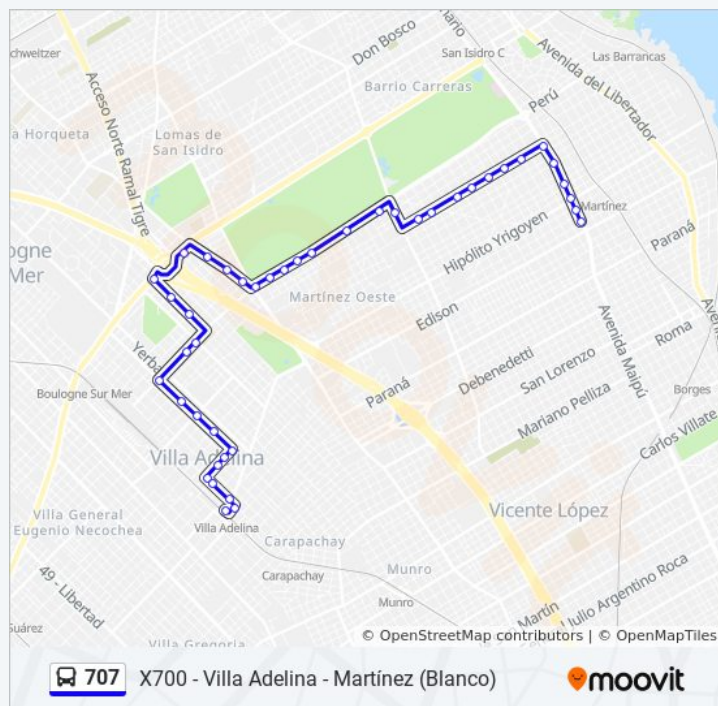 chweitzer
Acceso Norte Ramal Tigre
Don Bosco
nario
San Isidro C
Avenida del Libertador
Las Barrancas
Barrio Carreras
Perú
a Horqueta
Lomas de
San Isidro
Martínez
Hipólito Yrigoyen
Paraná
ogne
Mer
Martínez Oeste
Edison
Avenida
Roma
Avenida Maipú
San Lorenzo
Debenedetti
Yerba
Paraná
Boulogne Sur Mer
Borges
Mariano Pelliza
Carlos Villate
Villa Adelina
Villa General
Eugenio Necochea
Villa Adelina
Vicente López
Carapachay
Munro
Carapachay
49 - Libertad
Munro
Julio Argentino Roca
Martín
Suárez
Villa Gregoria
© OpenStreetMap contributors | © OpenMapTiles
707
X700 - Villa Adelina - Martínez (Blanco)
moovit